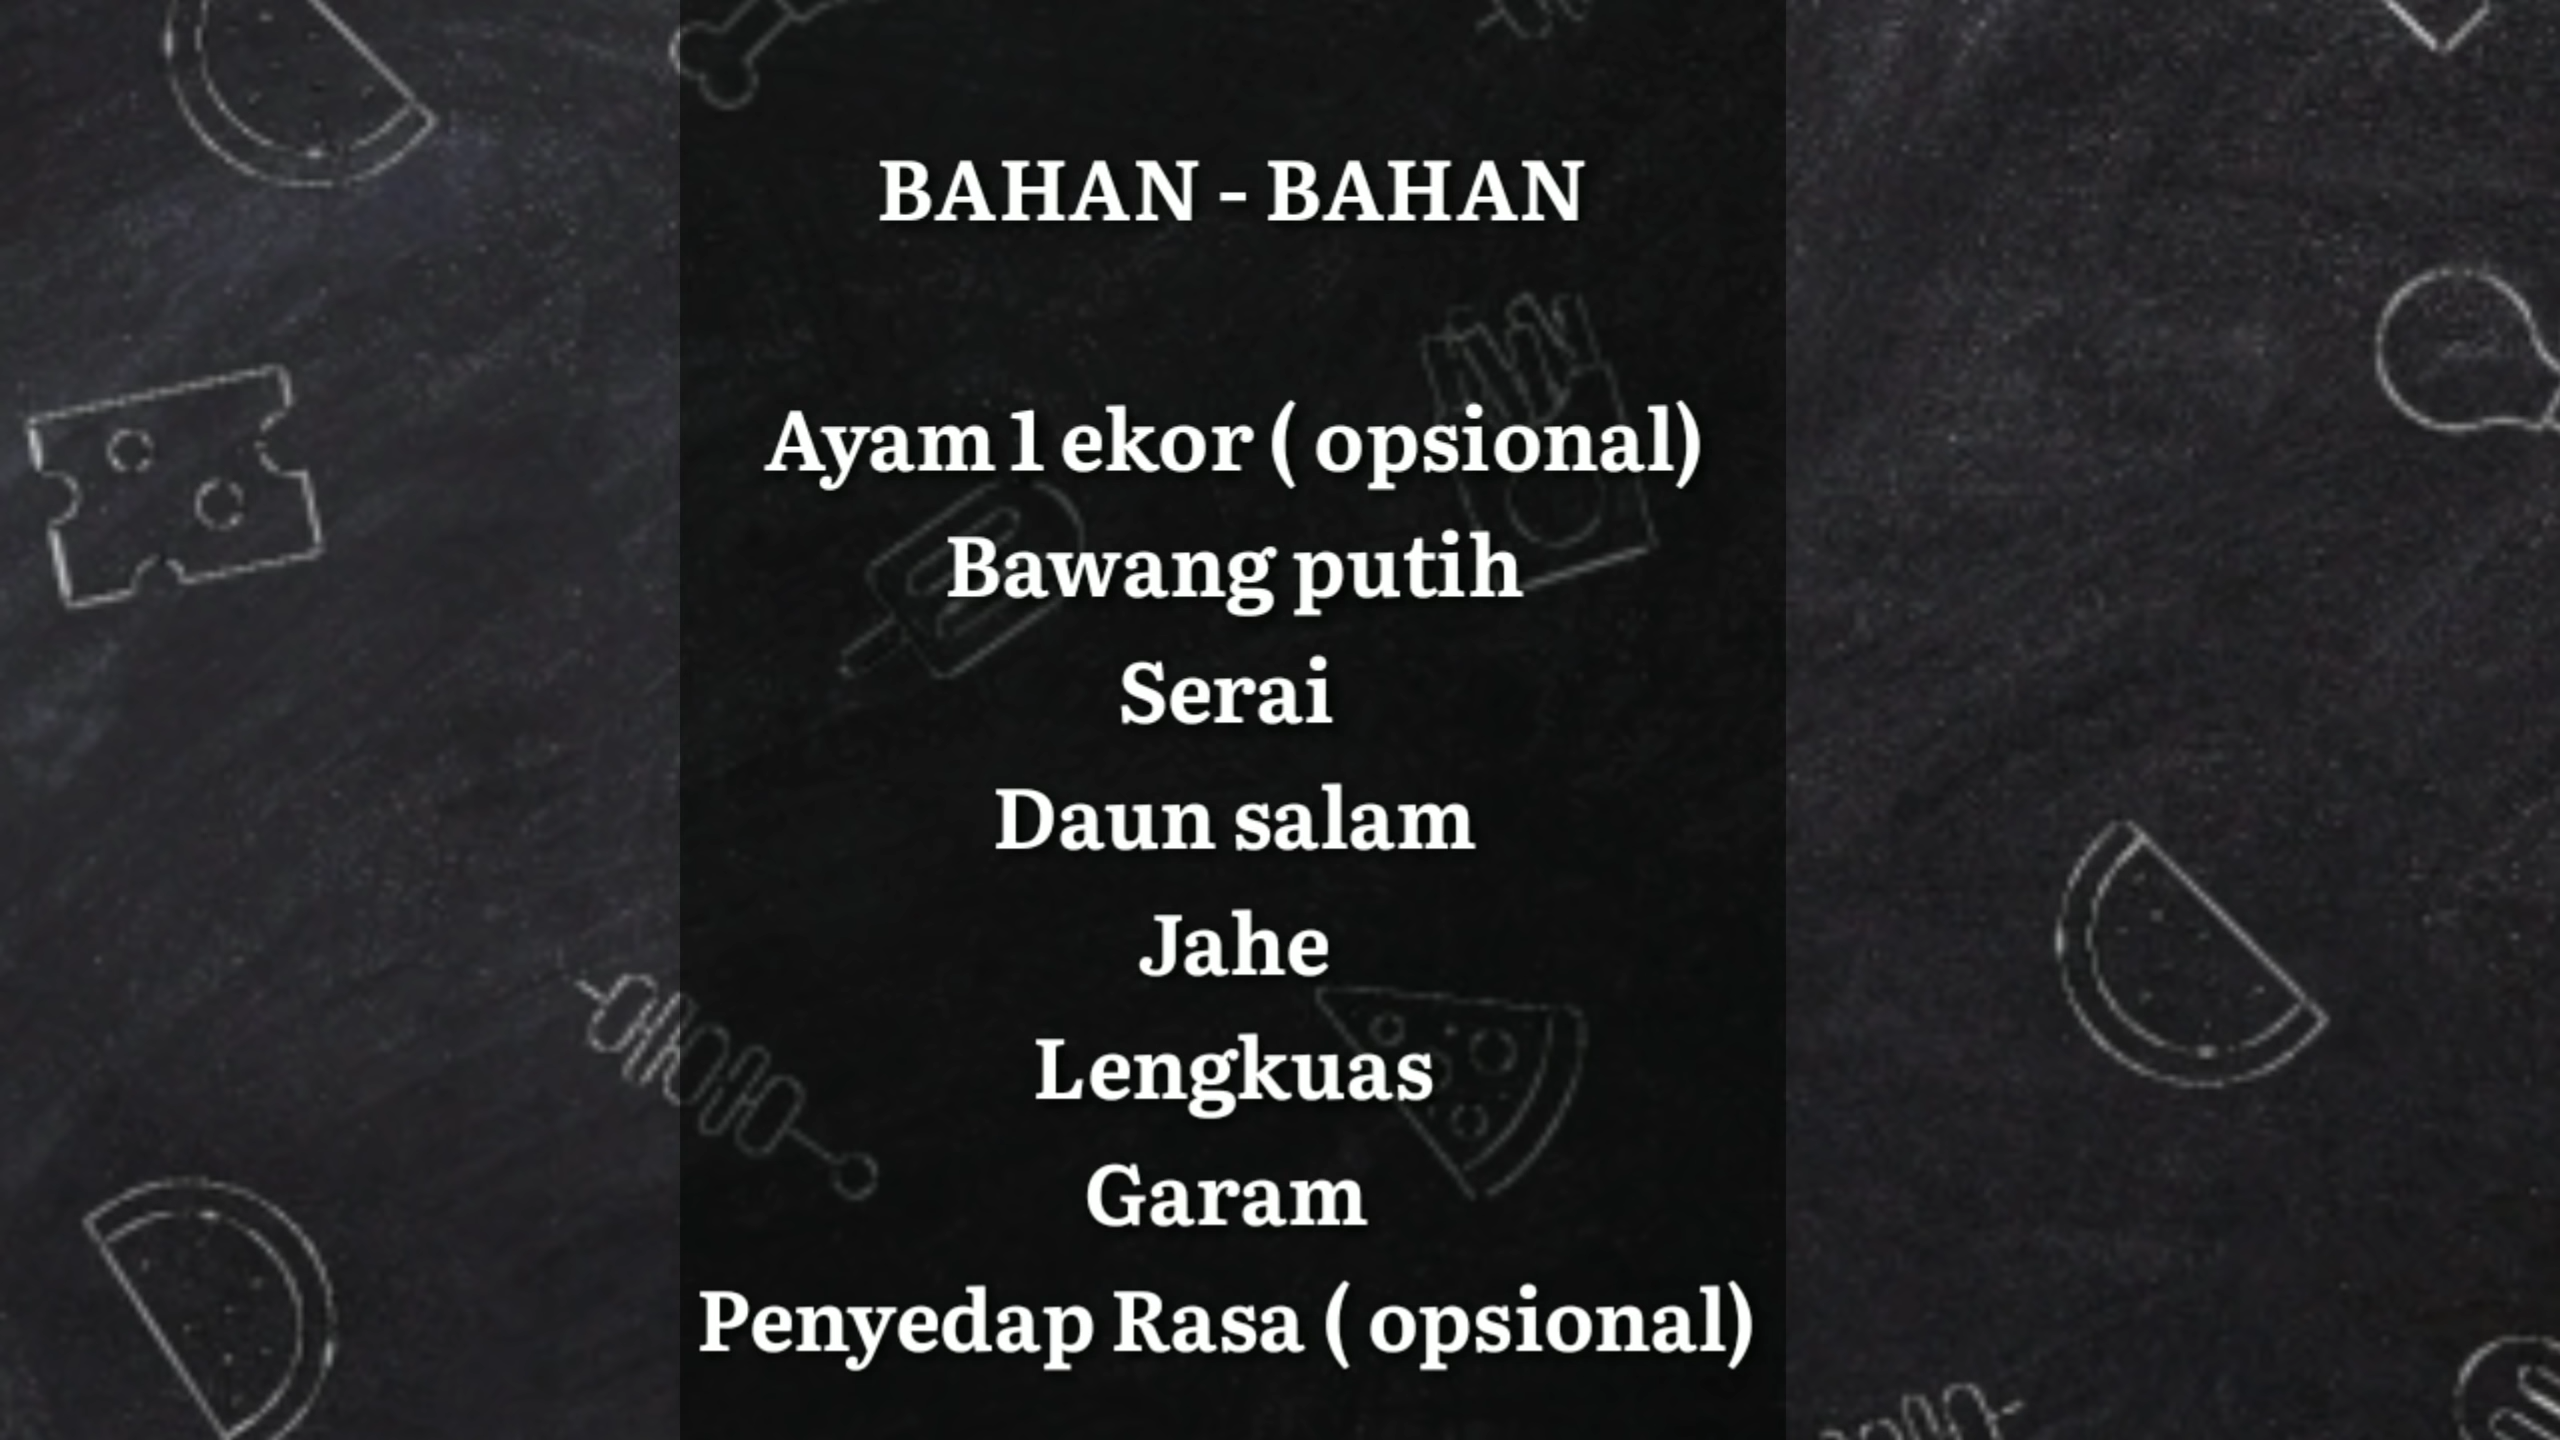 BAHAN - BAHAN
Ayam 1 ekor ( opsional)
Bawang putih
Serai
Daun salam
Jahe
Lengkuas
Garam
Penyedap Rasa ( opsional)